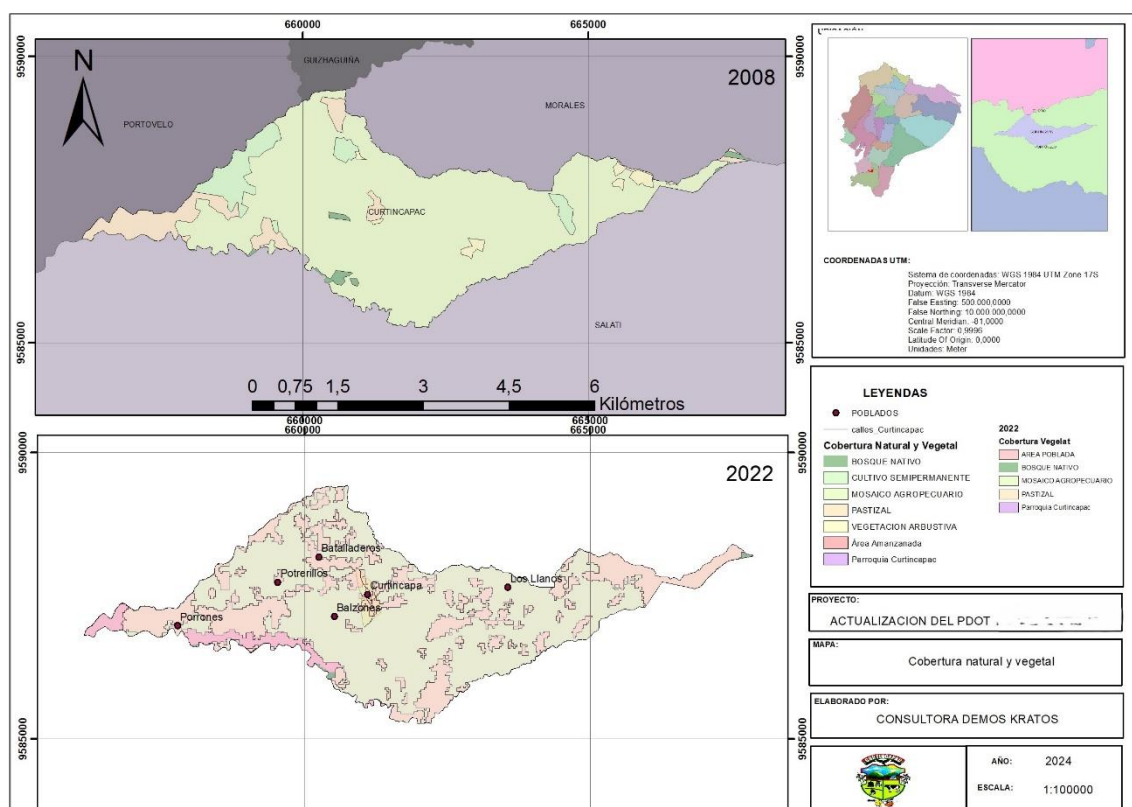 660000
665000
9590000
9590000
GUIZHAGUIÑA
2008
N
MORALES
PORTOVELO
CURTINCAPAC
SALATI
9585000
9585000
0 0,75 1,5 3 4,5 6
Kilómetros
660000
665000
9590000
9590000
2022
Batalladeros
Potrerillos
Curtincapa
Los Llanos
Balzones
Porrones
9585000
9585000
UBICACIÓN:
COORDENADAS UTM:
Sistema de coordenadas: WGS 1984 UTM Zone 17S
Proyección: Transverse Mercator
Datum: WGS 1984
False Easting: 500.000,0000
False Northing: 10.000.000,0000
Central Meridian: -81,0000
Scale Factor: 0,9996
Latitude Of Origin: 0,0000
Unidades: Meter
LEYENDAS
POBLADOS
calles_Curtincapac
Cobertura Natural y Vegetal
BOSQUE NATIVO
CULTIVO SEMIPERMANENTE
MOSAICO AGROPECUARIO
PASTIZAL
VEGETACION ARBUSTIVA
Área Amanzanada
Parroquia Curtincapac
2022
Cobertura Vegetal
AREA POBLADA
BOSQUE NATIVO
MOSAICO AGROPECUARIO
PASTIZAL
Parroquia Curtincapac
PROYECTO:
ACTUALIZACION DEL PDOT
MAPA:
Cobertura natural y vegetal
ELABORADO POR:
CONSULTORA DEMOS KRATOS
AÑO: 2024
ESCALA: 1:100000